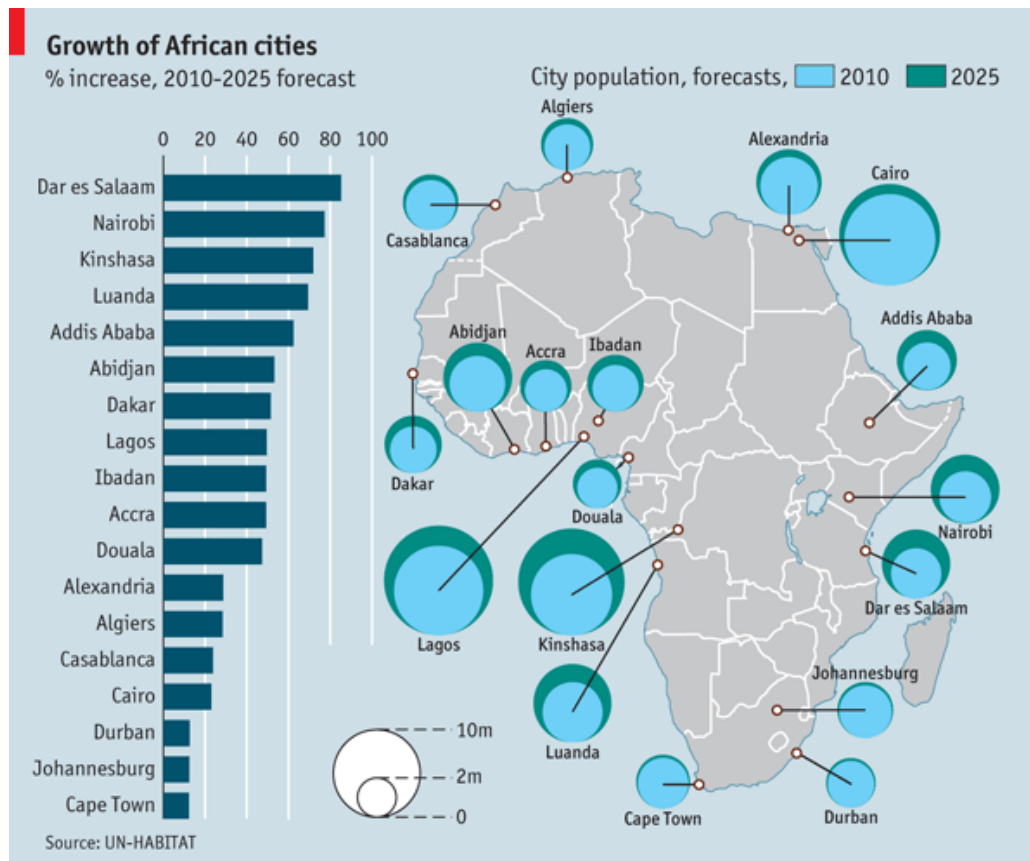 Growth of African cities
% increase, 2010-2025 forecast
City population, forecasts, 2010 2025
0 20 40 60 80 100
Dar es Salaam
Nairobi
Kinshasa
Luanda
Addis Ababa
Abidjan
Dakar
Lagos
Ibadan
Accra
Douala
Alexandria
Algiers
Casablanca
Cairo
Durban
Johannesburg
Cape Town
Algiers
Alexandria
Cairo
Casablanca
Addis Ababa
Abidjan
Accra
Ibadan
Dakar
Douala
Nairobi
Dar es Salaam
Lagos
Kinshasa
Johannesburg
Luanda
Cape Town
Durban
10m
2m
0
Source: UN-HABITAT